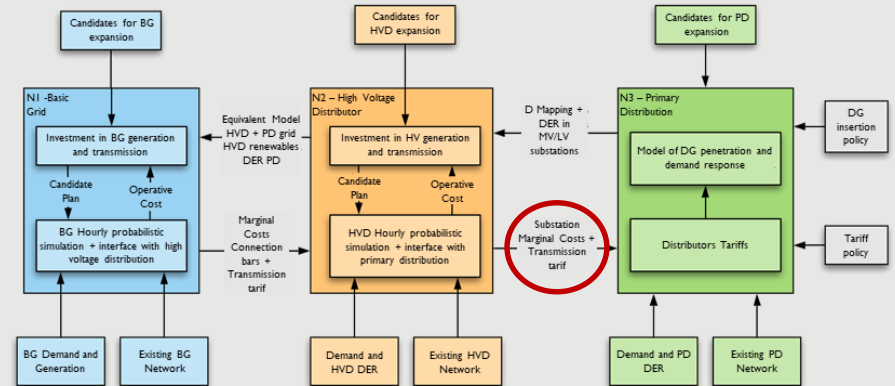 Candidates for BG
expansion
Candidates for
HVD expansion
Candidates for PD
expansion
N1 -Basic
Grid
Investment in BG generation
and transmission
Candidate
Plan
Operative
Cost
BG Hourly probabilistic
simulation + interface with high
voltage distribution
BG Demand and
Generation
Existing BG
Network
Equivalent Model
HVD + PD grid
HVD renewables
DER PD
Marginal
Costs
Connection
bars +
Transmission
tarif
N2 – High Voltage
Distributor
Investment in HV generation
and transmission
Candidate
Plan
Operative
Cost
HVD Hourly probabilistic
simulation + interface with
primary distribution
Demand and
HVD DER
Existing HVD
Network
D Mapping +
DER in
MV/LV
substations
Substation
Marginal Costs +
Transmission
tarif
N3 – Primary
Distribution
Model of DG penetration and
demand response
Distributors Tariffs
Demand and PD
DER
Existing PD
Network
DG
insertion
policy
Tariff
policy